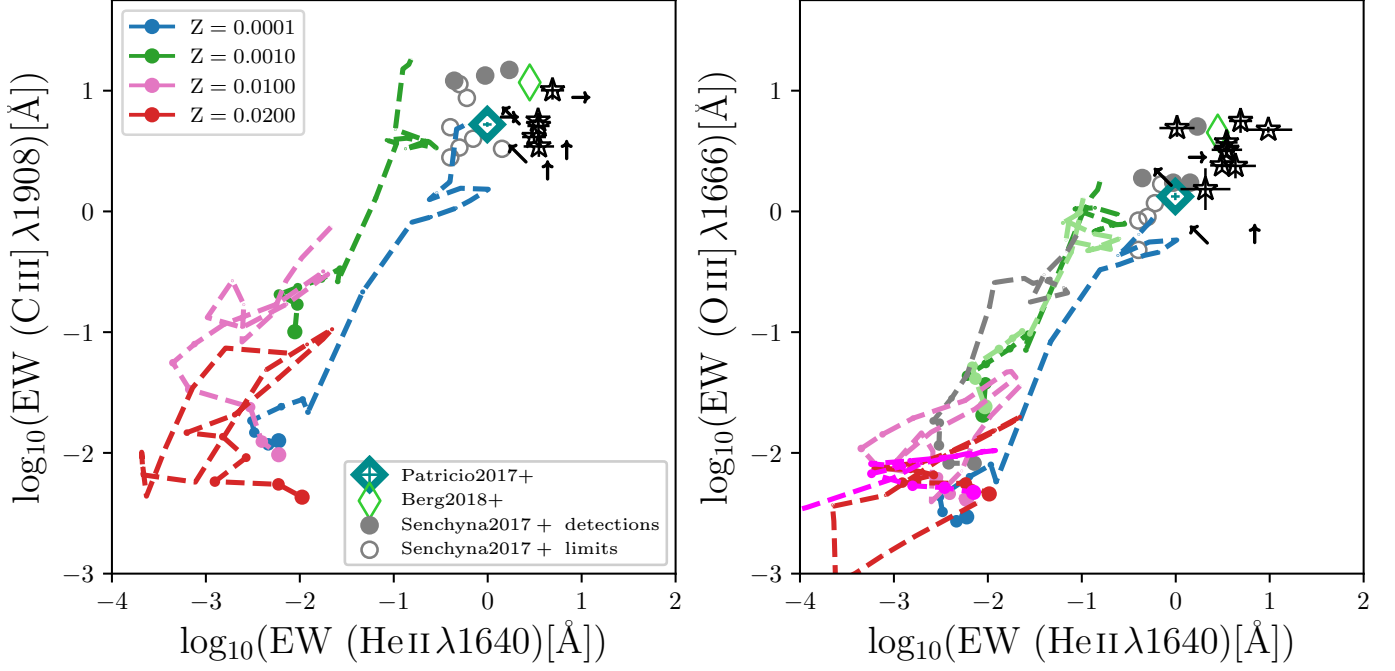 Z = 0.0001
Z = 0.0010
Z = 0.0100
Z = 0.0200
1
0
−1
−2
−3
log₁₀(EW (C III] λ1908)[Å])
Patricio2017+
Berg2018+
Senchyna2017 + detections
Senchyna2017 + limits
−4 −3 −2 −1 0 1 2
log₁₀(EW (He II λ1640)[Å])
1
0
−1
−2
−3
log₁₀(EW (O III] λ1666)[Å])
−4 −3 −2 −1 0 1 2
log₁₀(EW (He II λ1640)[Å])